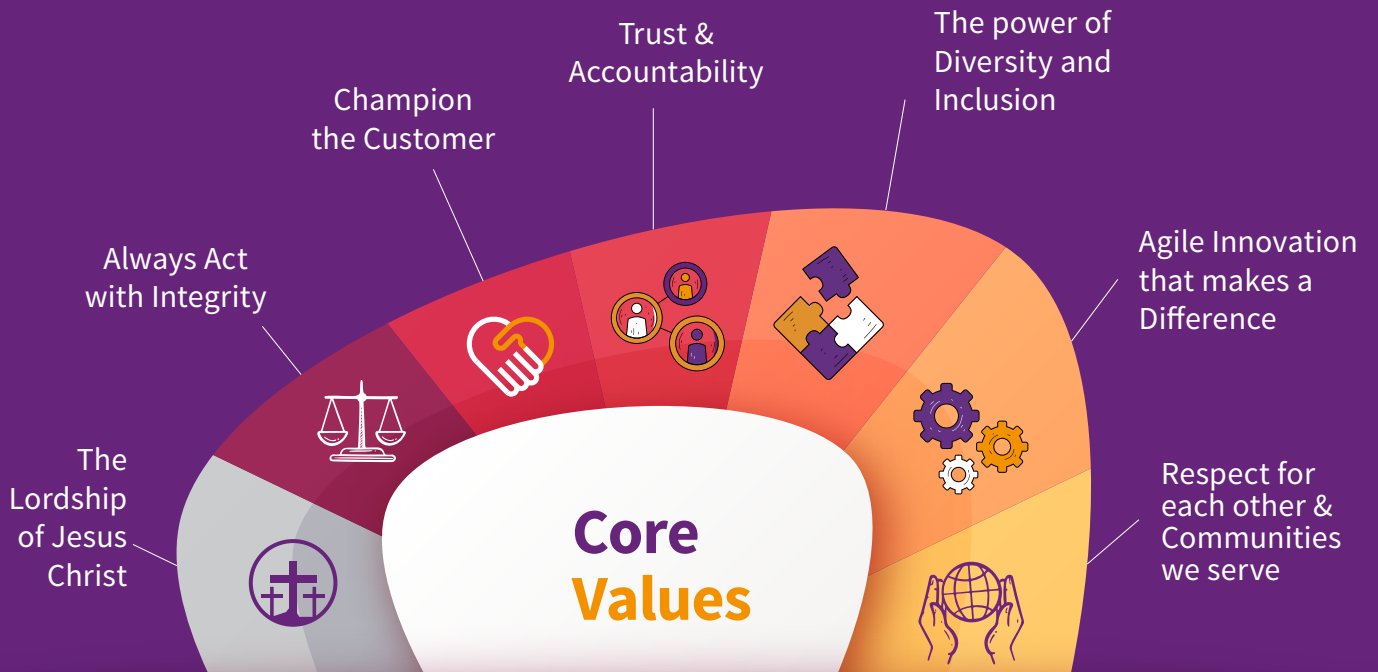 The
Lordship
of Jesus
Christ
Always Act
with Integrity
Champion
the Customer
Trust &
Accountability
The power of
Diversity and
Inclusion
Agile Innovation
that makes a
Difference
Respect for
each other &
Communities
we serve
Core
Values